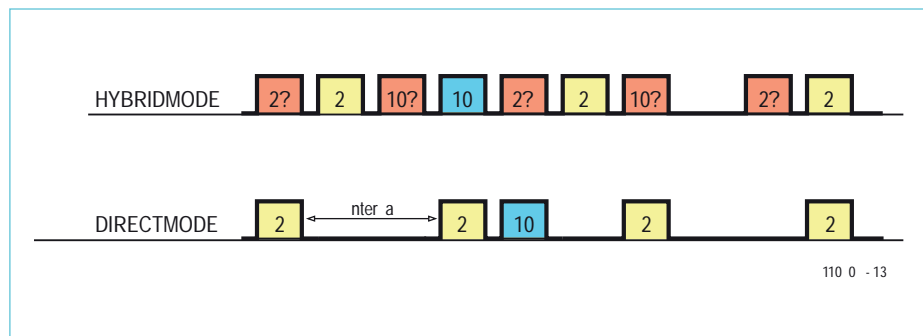 HYBRIDMODE 2? 2 10? 10 2? 2 10? 2? 2
nter a
DIRECTMODE 2 2 10 2 2
110 0 - 13